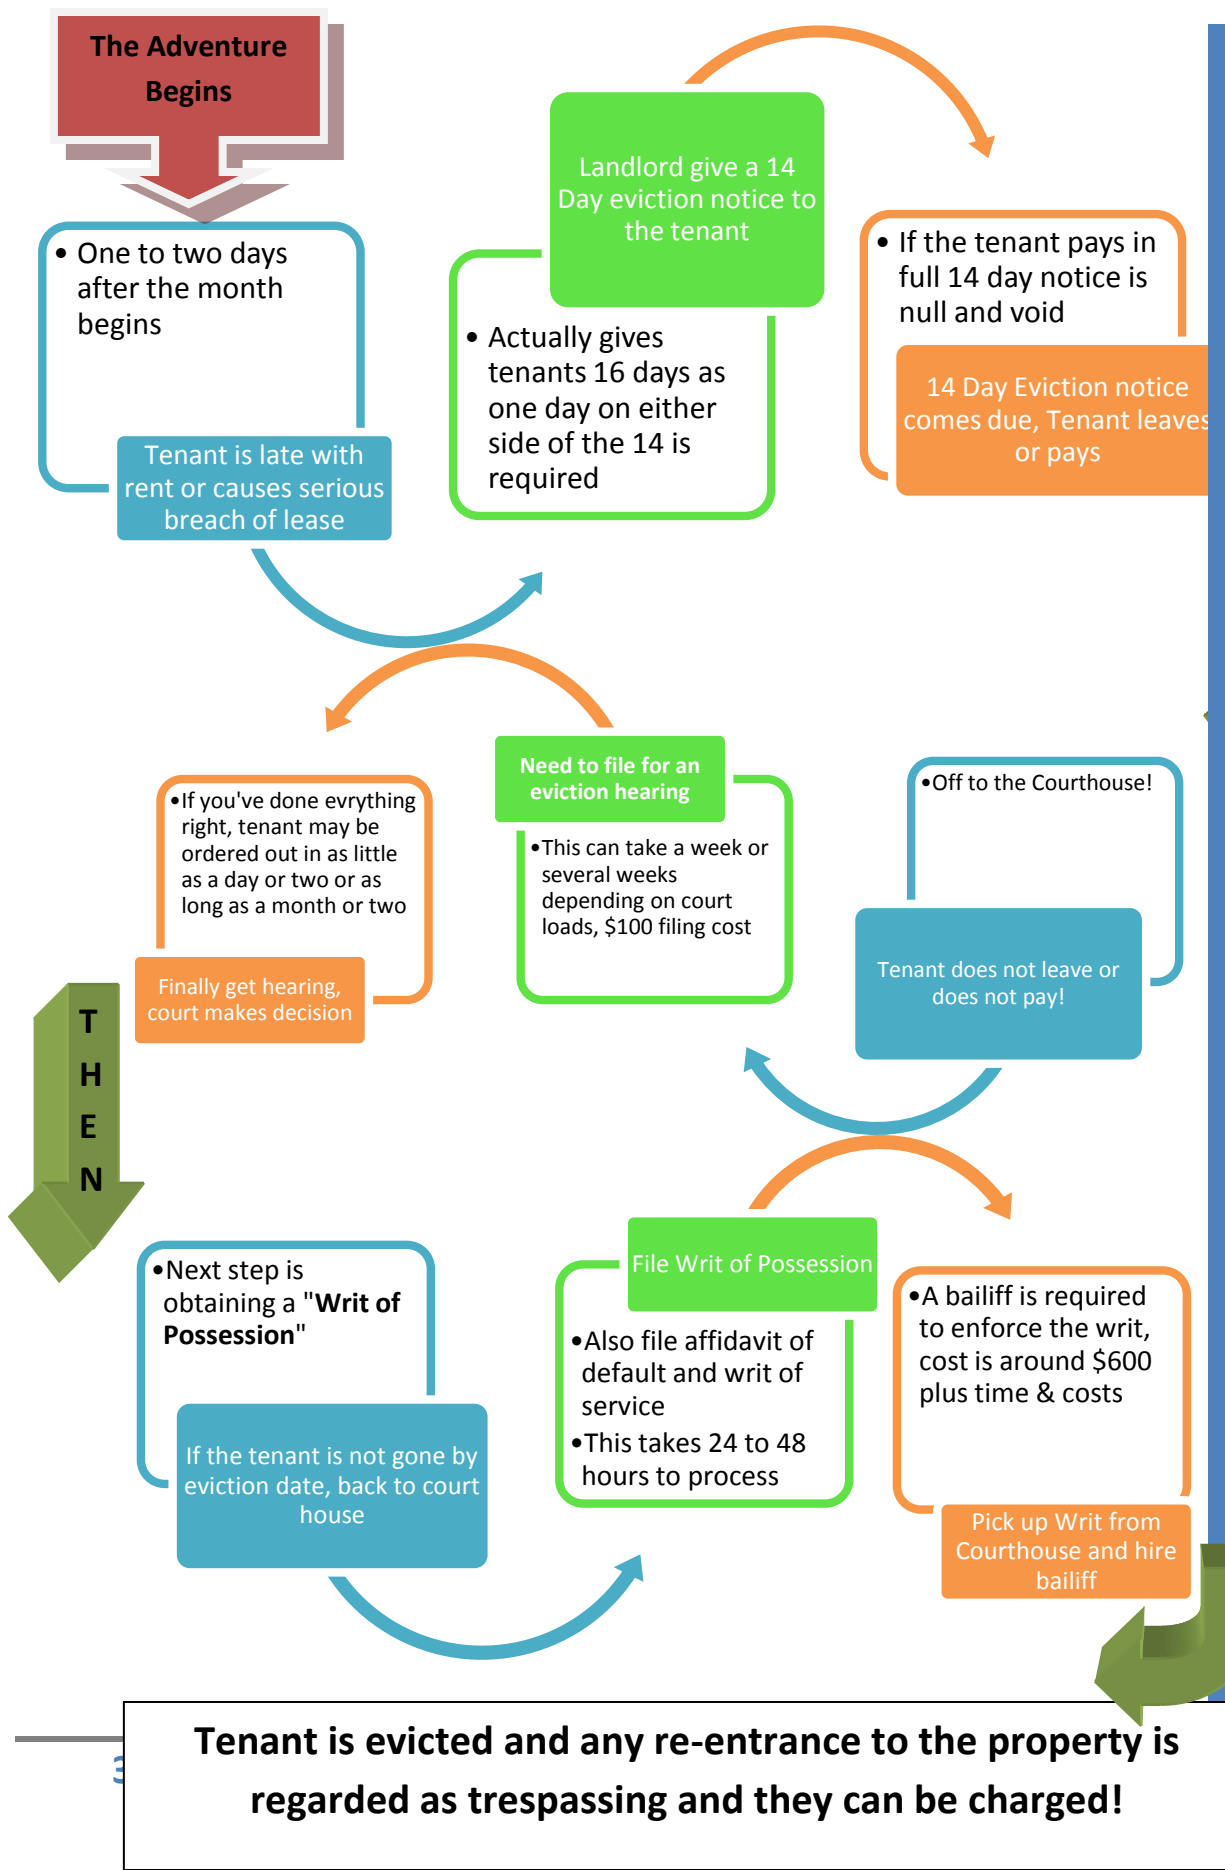 The Adventure
Begins
• One to two days
after the month
begins
Tenant is late with
rent or causes serious
breach of lease
Landlord give a 14
Day eviction notice to
the tenant
• Actually gives
tenants 16 days as
one day on either
side of the 14 is
required
• If the tenant pays in
full 14 day notice is
null and void
14 Day Eviction notice
comes due, Tenant leaves
or pays
•Off to the Courthouse!
Tenant does not leave or
does not pay!
Need to file for an
eviction hearing
•This can take a week or
several weeks
depending on court
loads, $100 filing cost
•If you've done evrything
right, tenant may be
ordered out in as little
as a day or two or as
long as a month or two
Finally get hearing,
court makes decision
T
H
E
N
•Next step is
obtaining a "Writ of
Possession"
If the tenant is not gone by
eviction date, back to court
house
File Writ of Possession
•Also file affidavit of
default and writ of
service
•This takes 24 to 48
hours to process
•A bailiff is required
to enforce the writ,
cost is around $600
plus time & costs
Pick up Writ from
Courthouse and hire
bailiff
Tenant is evicted and any re-entrance to the property is
regarded as trespassing and they can be charged!